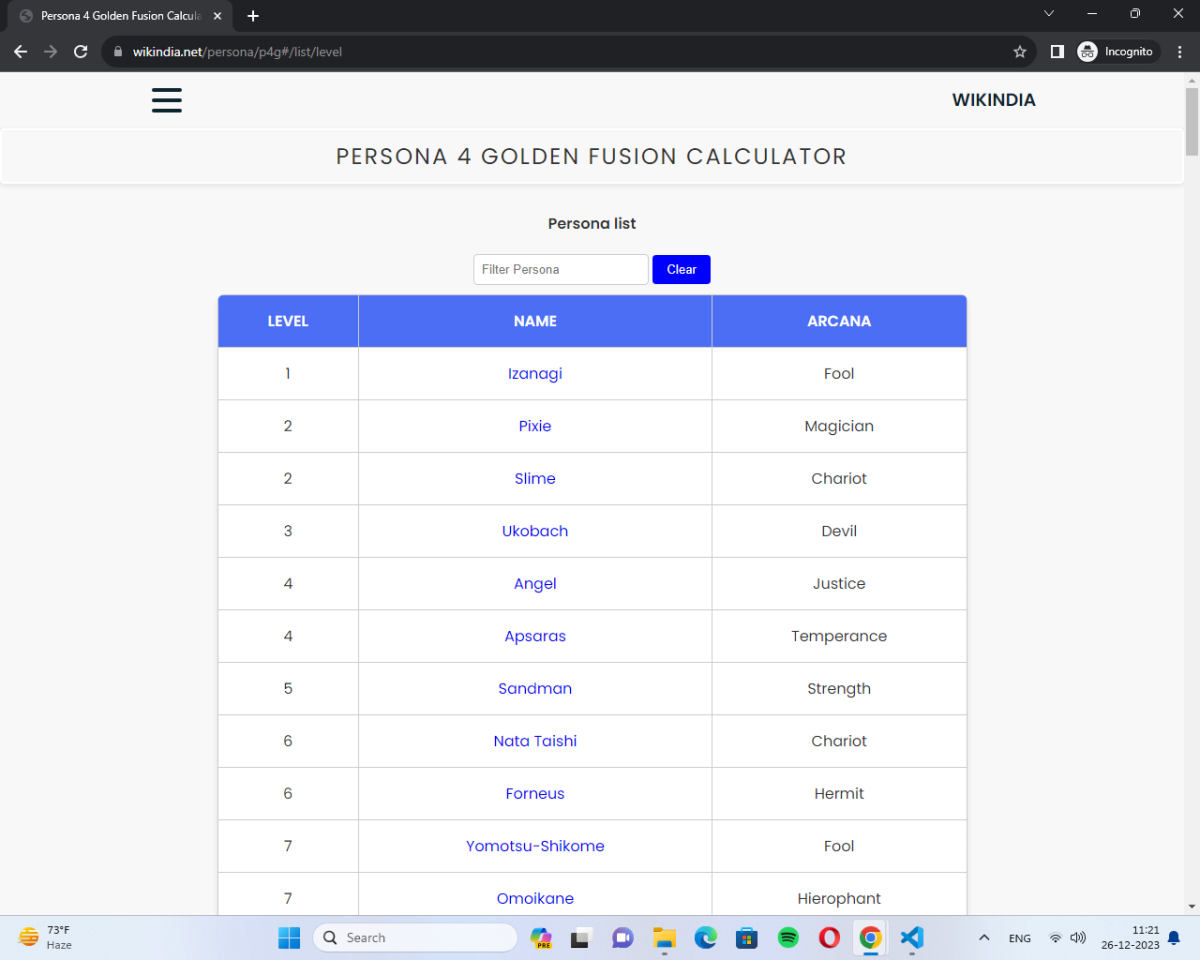 Persona 4 Golden Fusion Calcula
wikindia.net/persona/p4g#/list/level
Incognito
WIKINDIA
PERSONA 4 GOLDEN FUSION CALCULATOR
Persona list
Filter Persona Clear
LEVEL NAME ARCANA
1 Izanagi Fool
2 Pixie Magician
2 Slime Chariot
3 Ukobach Devil
4 Angel Justice
4 Apsaras Temperance
5 Sandman Strength
6 Nata Taishi Chariot
6 Forneus Hermit
7 Yomotsu-Shikome Fool
7 Omoikane Hierophant
73°F
Haze
Search
PRE
ENG
11:21
26-12-2023